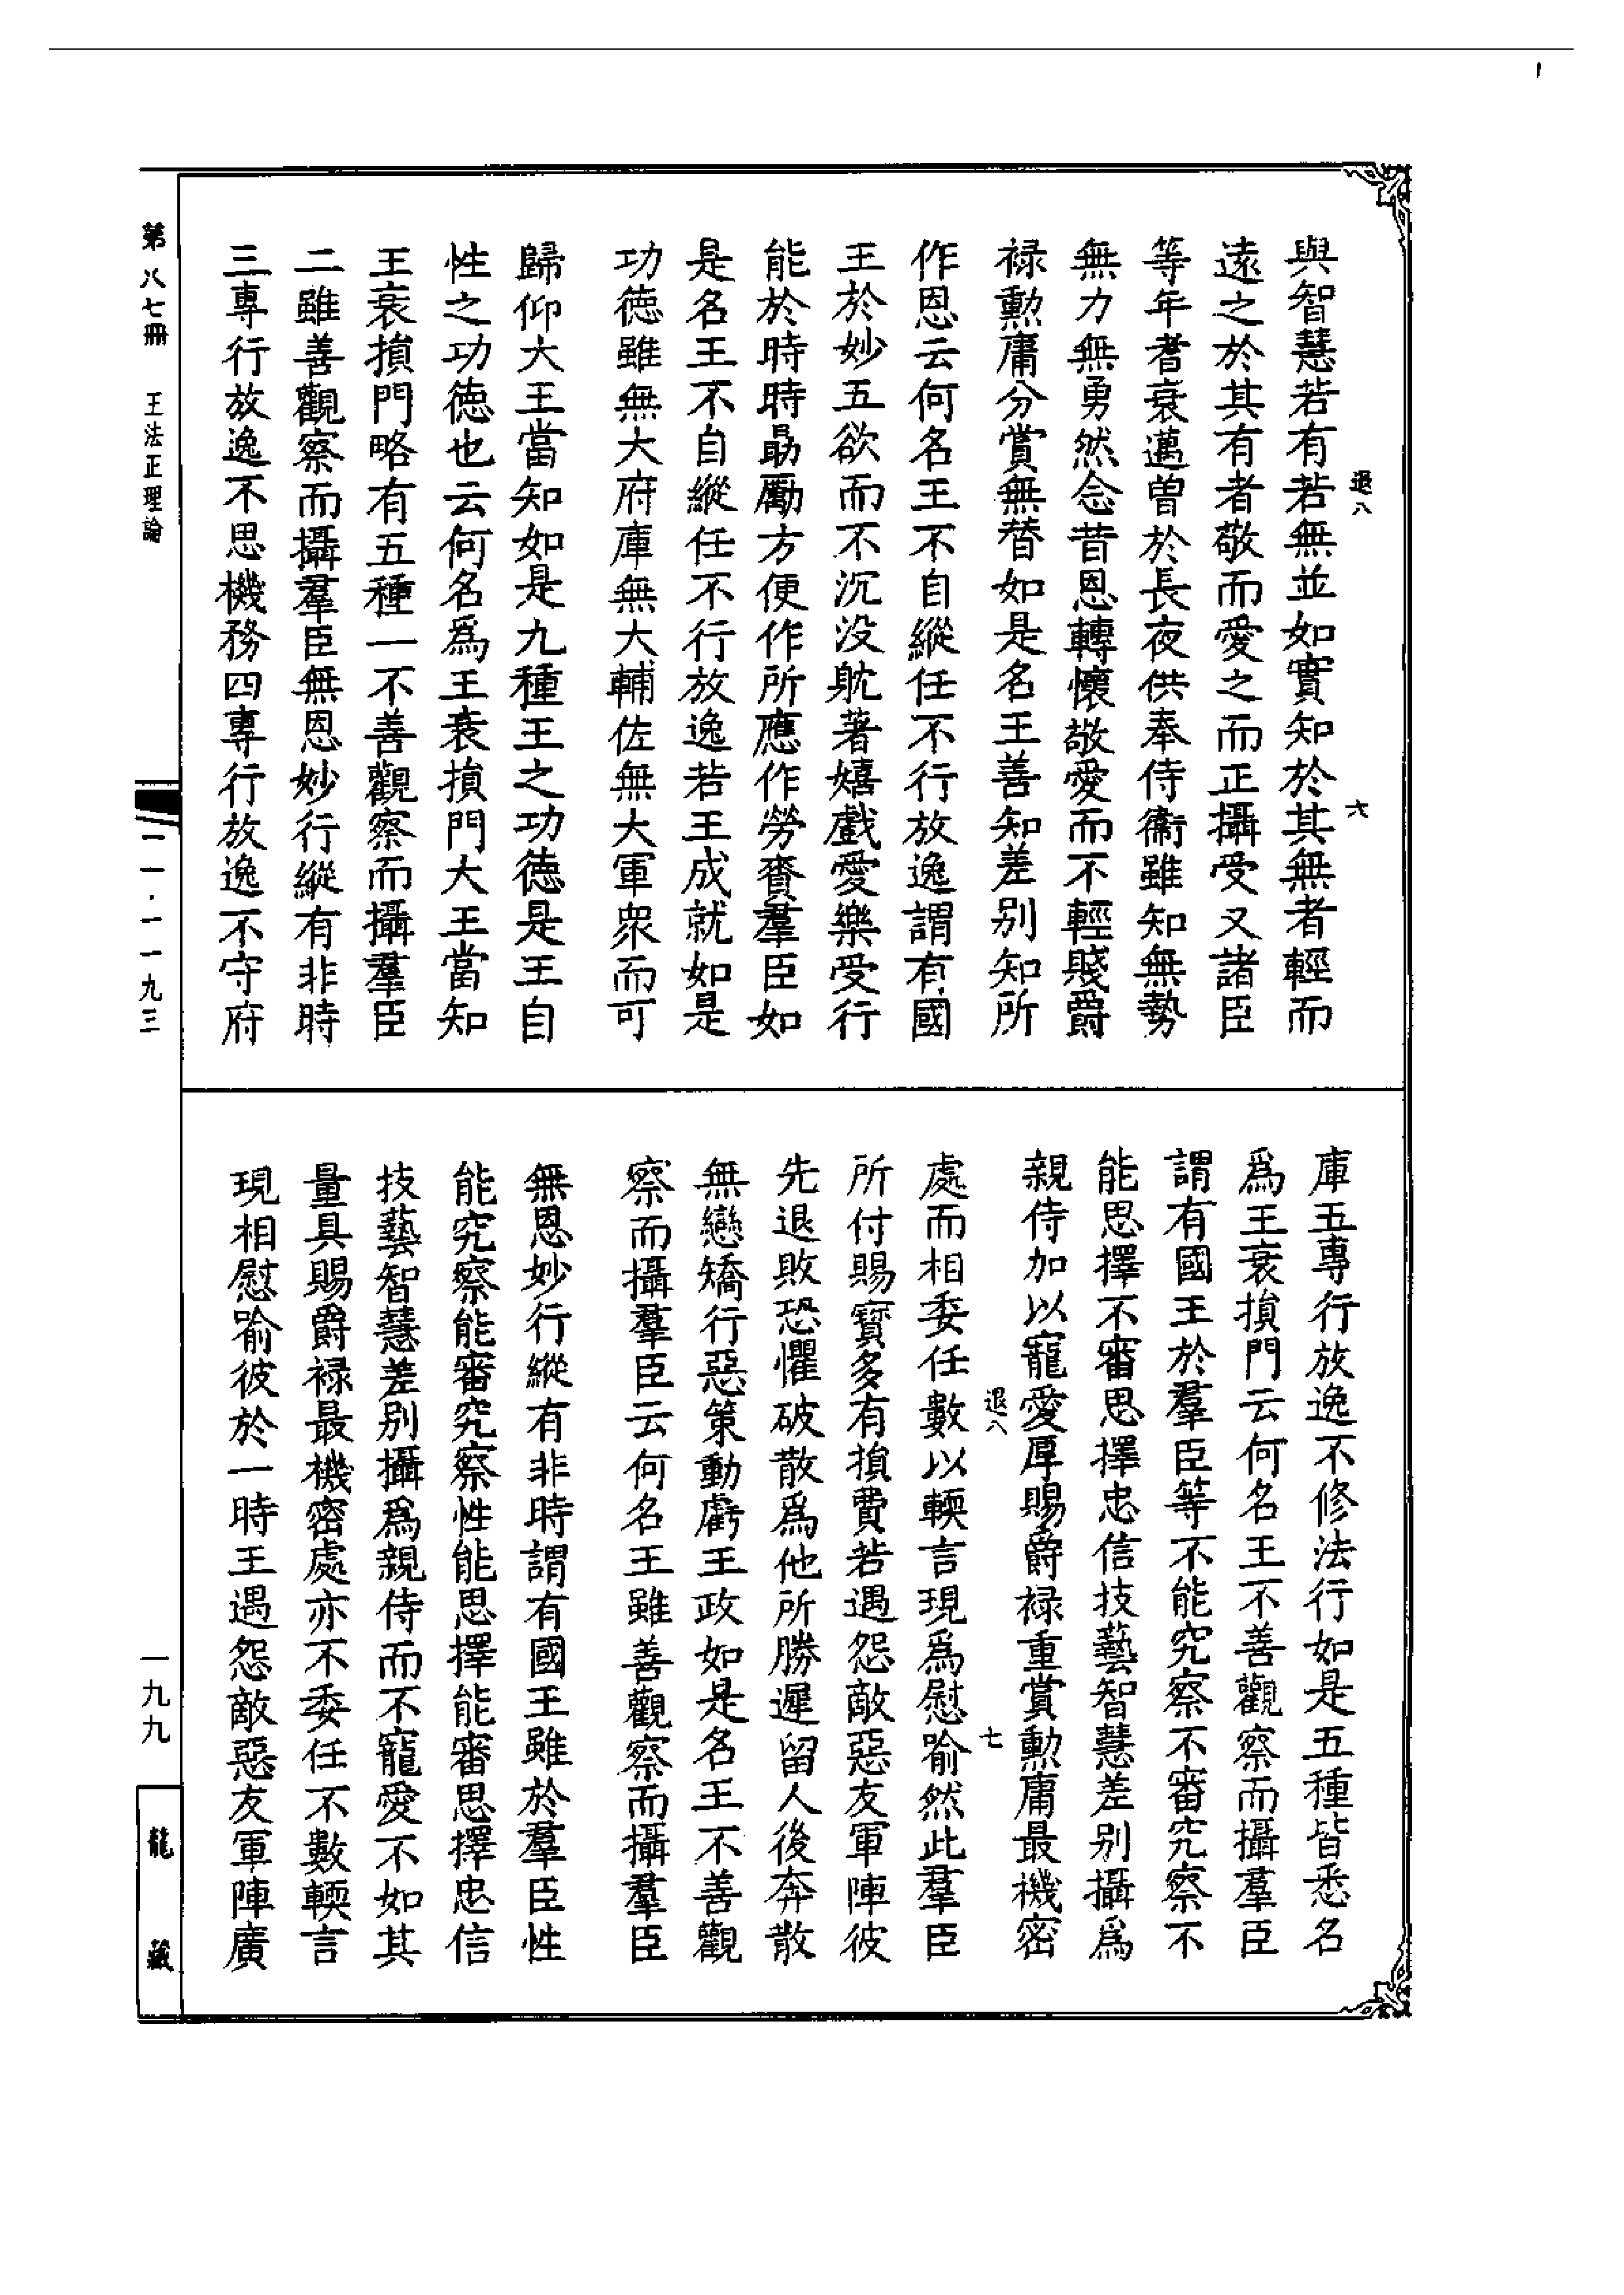 退八
六
與智慧若有若無並如實知於其無者輕而
遠之於其有者敬而愛之而正攝受又諸臣
等年耆衰邁曾於長夜供奉侍衞雖知無勢
無力無勇然念昔恩轉懷敬愛而不輕賤爵
祿勳庸分賞無替如是名王善知差別知所
作恩云何名王不自縱任不行放逸謂有國
王於妙五欲而不沉没躭著嬉戲愛樂受行
能於時時勗勵方便作所應作勞賚羣臣如
是名王不自縱任不行放逸若王成就如是
功德雖無大府庫無大輔佐無大軍衆而可
歸仰大王當知如是九種王之功德是王自
性之功德也云何名爲王衰損門大王當知
王衰損門略有五種一不善觀察而攝羣臣
二雖善觀察而攝羣臣無恩妙行縱有非時
三專行放逸不思機務四專行放逸不守府
庫五專行放逸不修法行如是五種皆悉名
爲王衰損門云何名王不善觀察而攝羣臣
謂有國王於羣臣等不能究察不審究察不
能思擇不審思擇忠信技藝智慧差別攝爲
親侍加以寵愛厚賜爵祿重賞勳庸最機密
退八
七
處而相委任數以輭言現爲慰喻然此羣臣
所付賜寶多有損費若遇怨敵惡友軍陣彼
先退敗恐懼破散爲他所勝遲留人後奔散
無戀矯行惡策動虧王政如是名王不善觀
察而攝羣臣云何名王雖善觀察而攝羣臣
無恩妙行縱有非時謂有國王雖於羣臣性
能究察能審究察性能思擇能審思擇忠信
技藝智慧差別攝爲親侍而不寵愛不如其
量具賜爵祿最機密處亦不委任不數輭言
現相慰喻彼於一時王遇怨敵惡友軍陣廣
第八七冊
王法正理論
二一·一一九三
一九九
龍藏